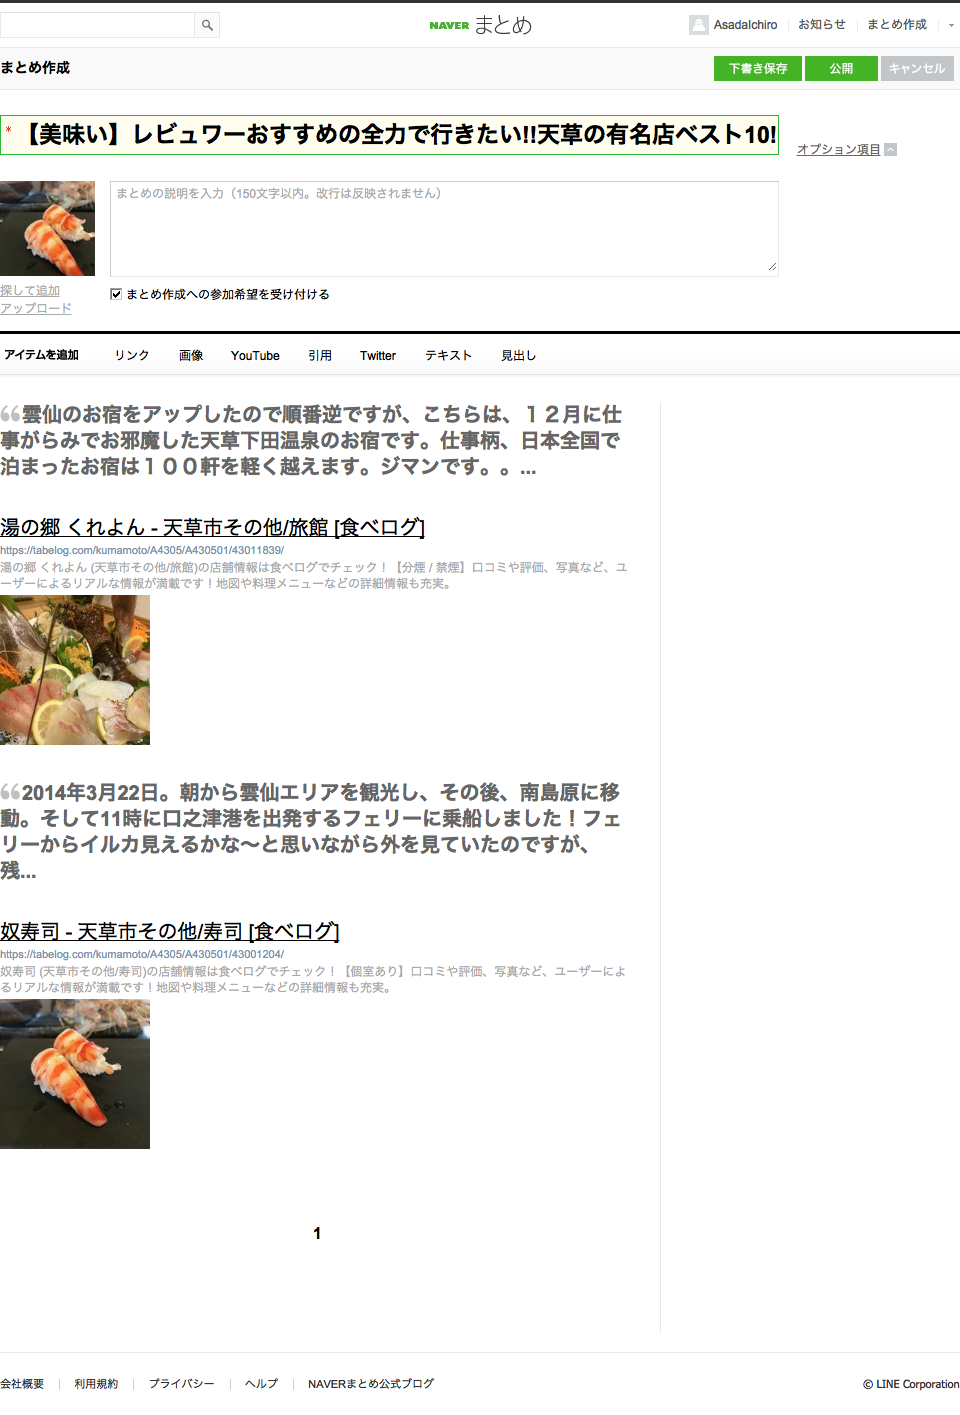 NAVER まとめ
AsadaIchiro お知らせ まとめ作成
まとめ作成
下書き保存 公開 キャンセル
* 【美味い】レビュワーおすすめの全力で行きたい!!天草の有名店ベスト10!
オプション項目
まとめの説明を入力（150文字以内。改行は反映されません）
探して追加
アップロード
まとめ作成への参加希望を受け付ける
アイテムを追加 リンク 画像 YouTube 引用 Twitter テキスト 見出し
雲仙のお宿をアップしたので順番逆ですが、こちらは、１２月に仕
事がらみでお邪魔した天草下田温泉のお宿です。仕事柄、日本全国で
泊まったお宿は１００軒を軽く越えます。ジマンです。。...
湯の郷 くれよん - 天草市その他/旅館 [食べログ]
https://tabelog.com/kumamoto/A4305/A430501/43011839/
湯の郷 くれよん (天草市その他/旅館)の店舗情報は食べログでチェック！【分煙 / 禁煙】口コミや評価、写真など、ユ
ーザーによるリアルな情報が満載です！地図や料理メニューなどの詳細情報も充実。
2014年3月22日。朝から雲仙エリアを観光し、その後、南島原に移
動。そして11時に口之津港を出発するフェリーに乗船しました！フェ
リーからイルカ見えるかな〜と思いながら外を見ていたのですが、
残...
奴寿司 - 天草市その他/寿司 [食べログ]
https://tabelog.com/kumamoto/A4305/A430501/43001204/
奴寿司 (天草市その他/寿司)の店舗情報は食べログでチェック！【個室あり】口コミや評価、写真など、ユーザーによ
るリアルな情報が満載です！地図や料理メニューなどの詳細情報も充実。
1
会社概要 利用規約 プライバシー ヘルプ NAVERまとめ公式ブログ
© LINE Corporation